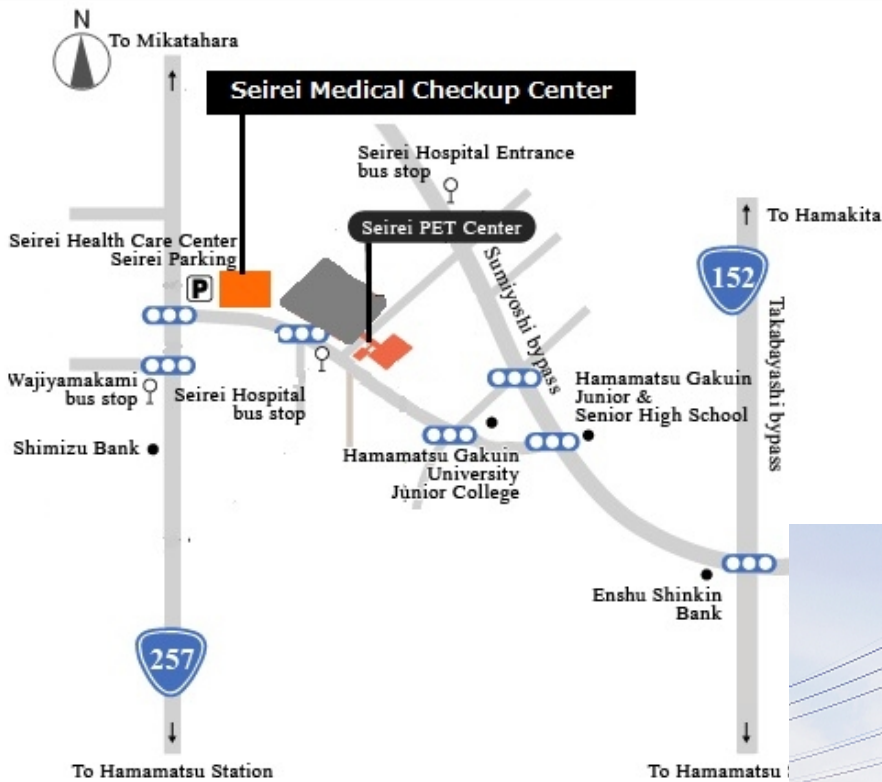 N
To Mikatahara
Seirei Medical Checkup Center
Seirei Hospital Entrance
bus stop
Seirei PET Center
To Hamakita
Seirei Health Care Center
Seirei Parking
P
152
Sumiyoshi bypass
Takabayashi bypass
Wajiyamakami
bus stop
Seirei Hospital
bus stop
Hamamatsu Gakuin
Junior &
Senior High School
Shimizu Bank
Hamamatsu Gakuin
University
Junior College
Enshu Shinkin
Bank
257
To Hamamatsu Station
To Hamamatsu